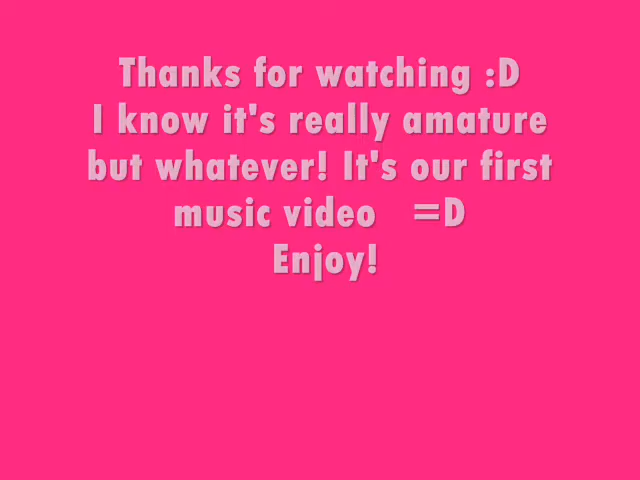 Thanks for watching :D
I know it's really amature
but whatever! It's our first
music video   =D
Enjoy!